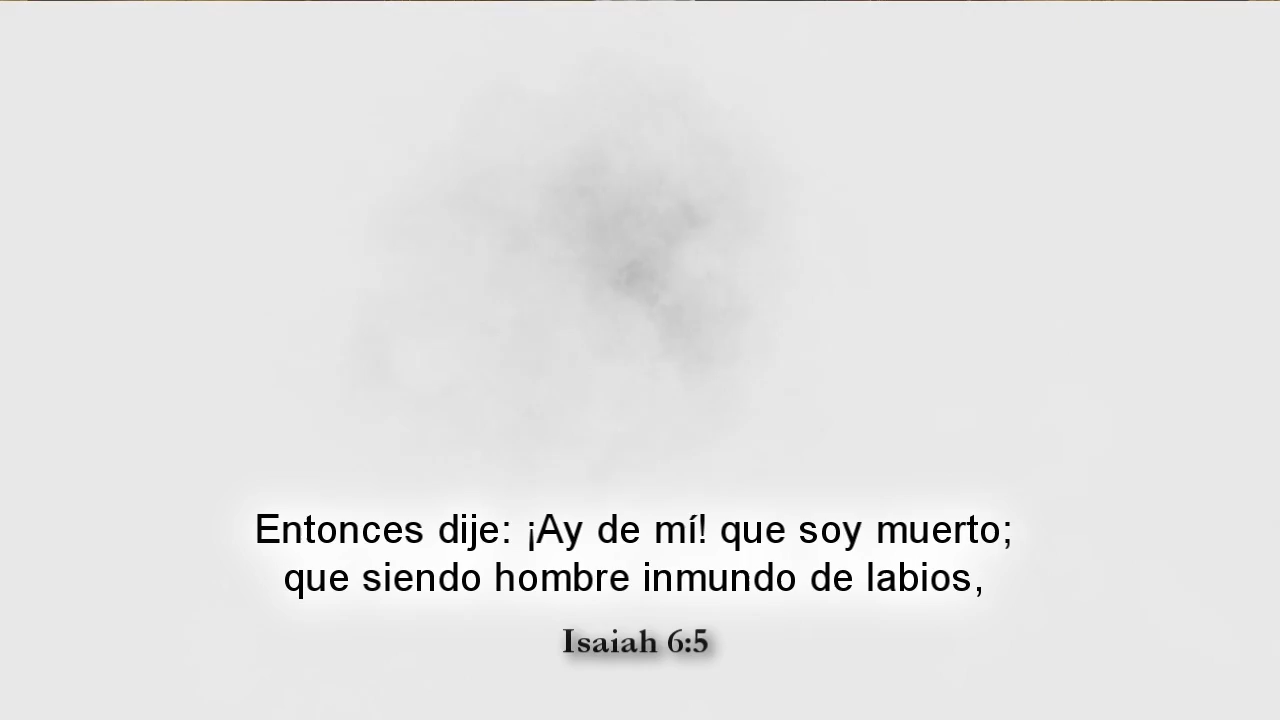 Entonces dije: ¡Ay de mí! que soy muerto;
que siendo hombre inmundo de labios,
Isaiah 6:5